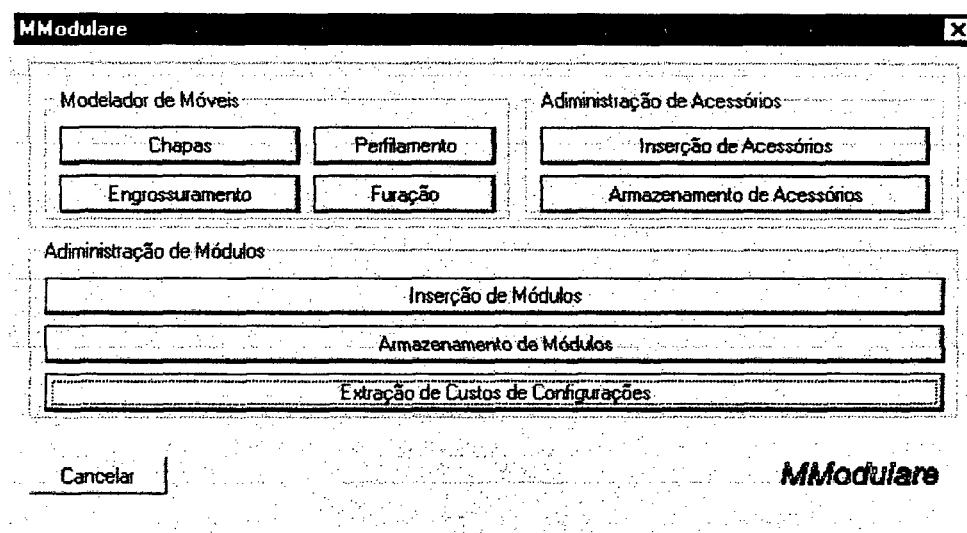 MModulare
Modelador de Móveis
Chapas
Perfilamento
Engrossuramento
Furação
Adiministração de Acessórios
Inserção de Acessórios
Armazenamento de Acessórios
Adiministração de Módulos
Inserção de Módulos
Armazenamento de Módulos
Extração de Custos de Configurações
Cancelar
MModulare